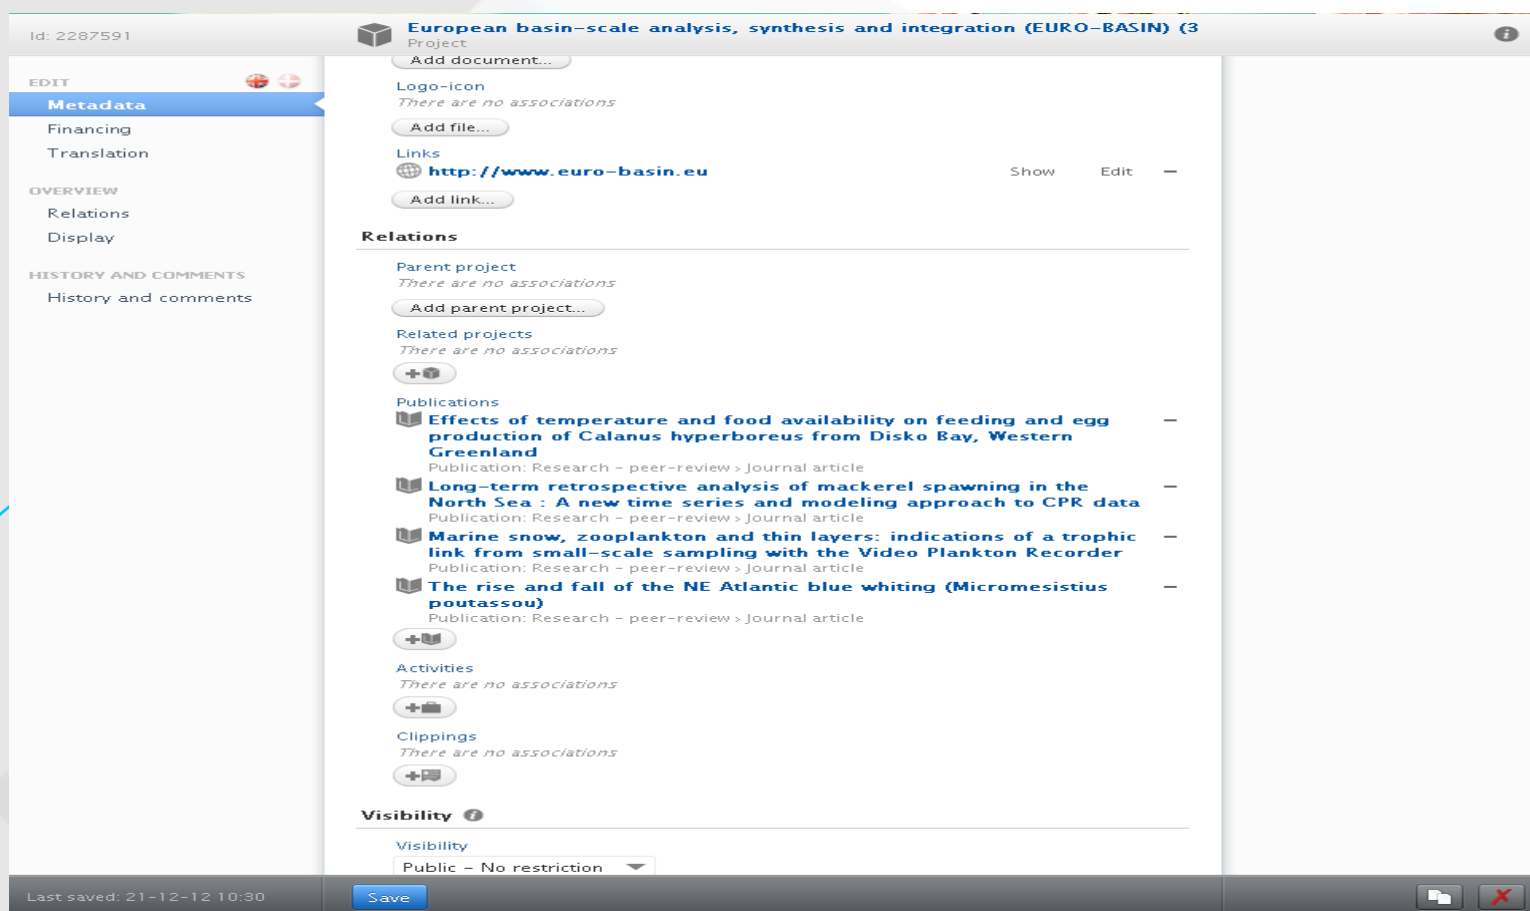 Id: 2287591
European basin-scale analysis, synthesis and integration (EURO-BASIN) (3
Project
EDIT
Metadata
Financing
Translation
OVERVIEW
Relations
Display
HISTORY AND COMMENTS
History and comments
Add document...
Logo-icon
There are no associations
Add file...
Links
http://www.euro-basin.eu Show Edit
Add link...
Relations
Parent project
There are no associations
Add parent project...
Related projects
There are no associations
Publications
Effects of temperature and food availability on feeding and egg
production of Calanus hyperboreus from Disko Bay, Western
Greenland
Publication: Research - peer-review › Journal article
Long-term retrospective analysis of mackerel spawning in the
North Sea : A new time series and modeling approach to CPR data
Publication: Research - peer-review › Journal article
Marine snow, zooplankton and thin layers: indications of a trophic
link from small-scale sampling with the Video Plankton Recorder
Publication: Research - peer-review › Journal article
The rise and fall of the NE Atlantic blue whiting (Micromesistius
poutassou)
Publication: Research - peer-review › Journal article
Activities
There are no associations
Clippings
There are no associations
Visibility
Visibility
Public - No restriction
Last saved: 21-12-12 10:30
Save